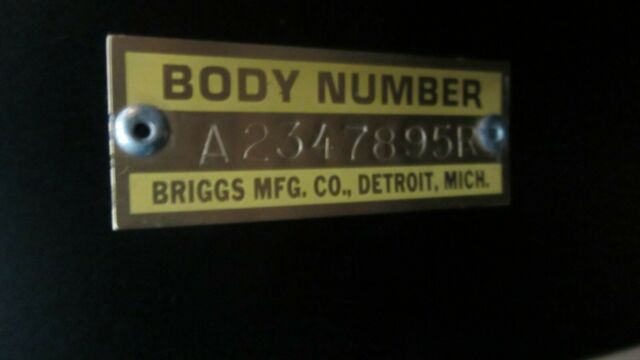 BODY NUMBER
A2347895R
BRIGGS MFG. CO., DETROIT, MICH.